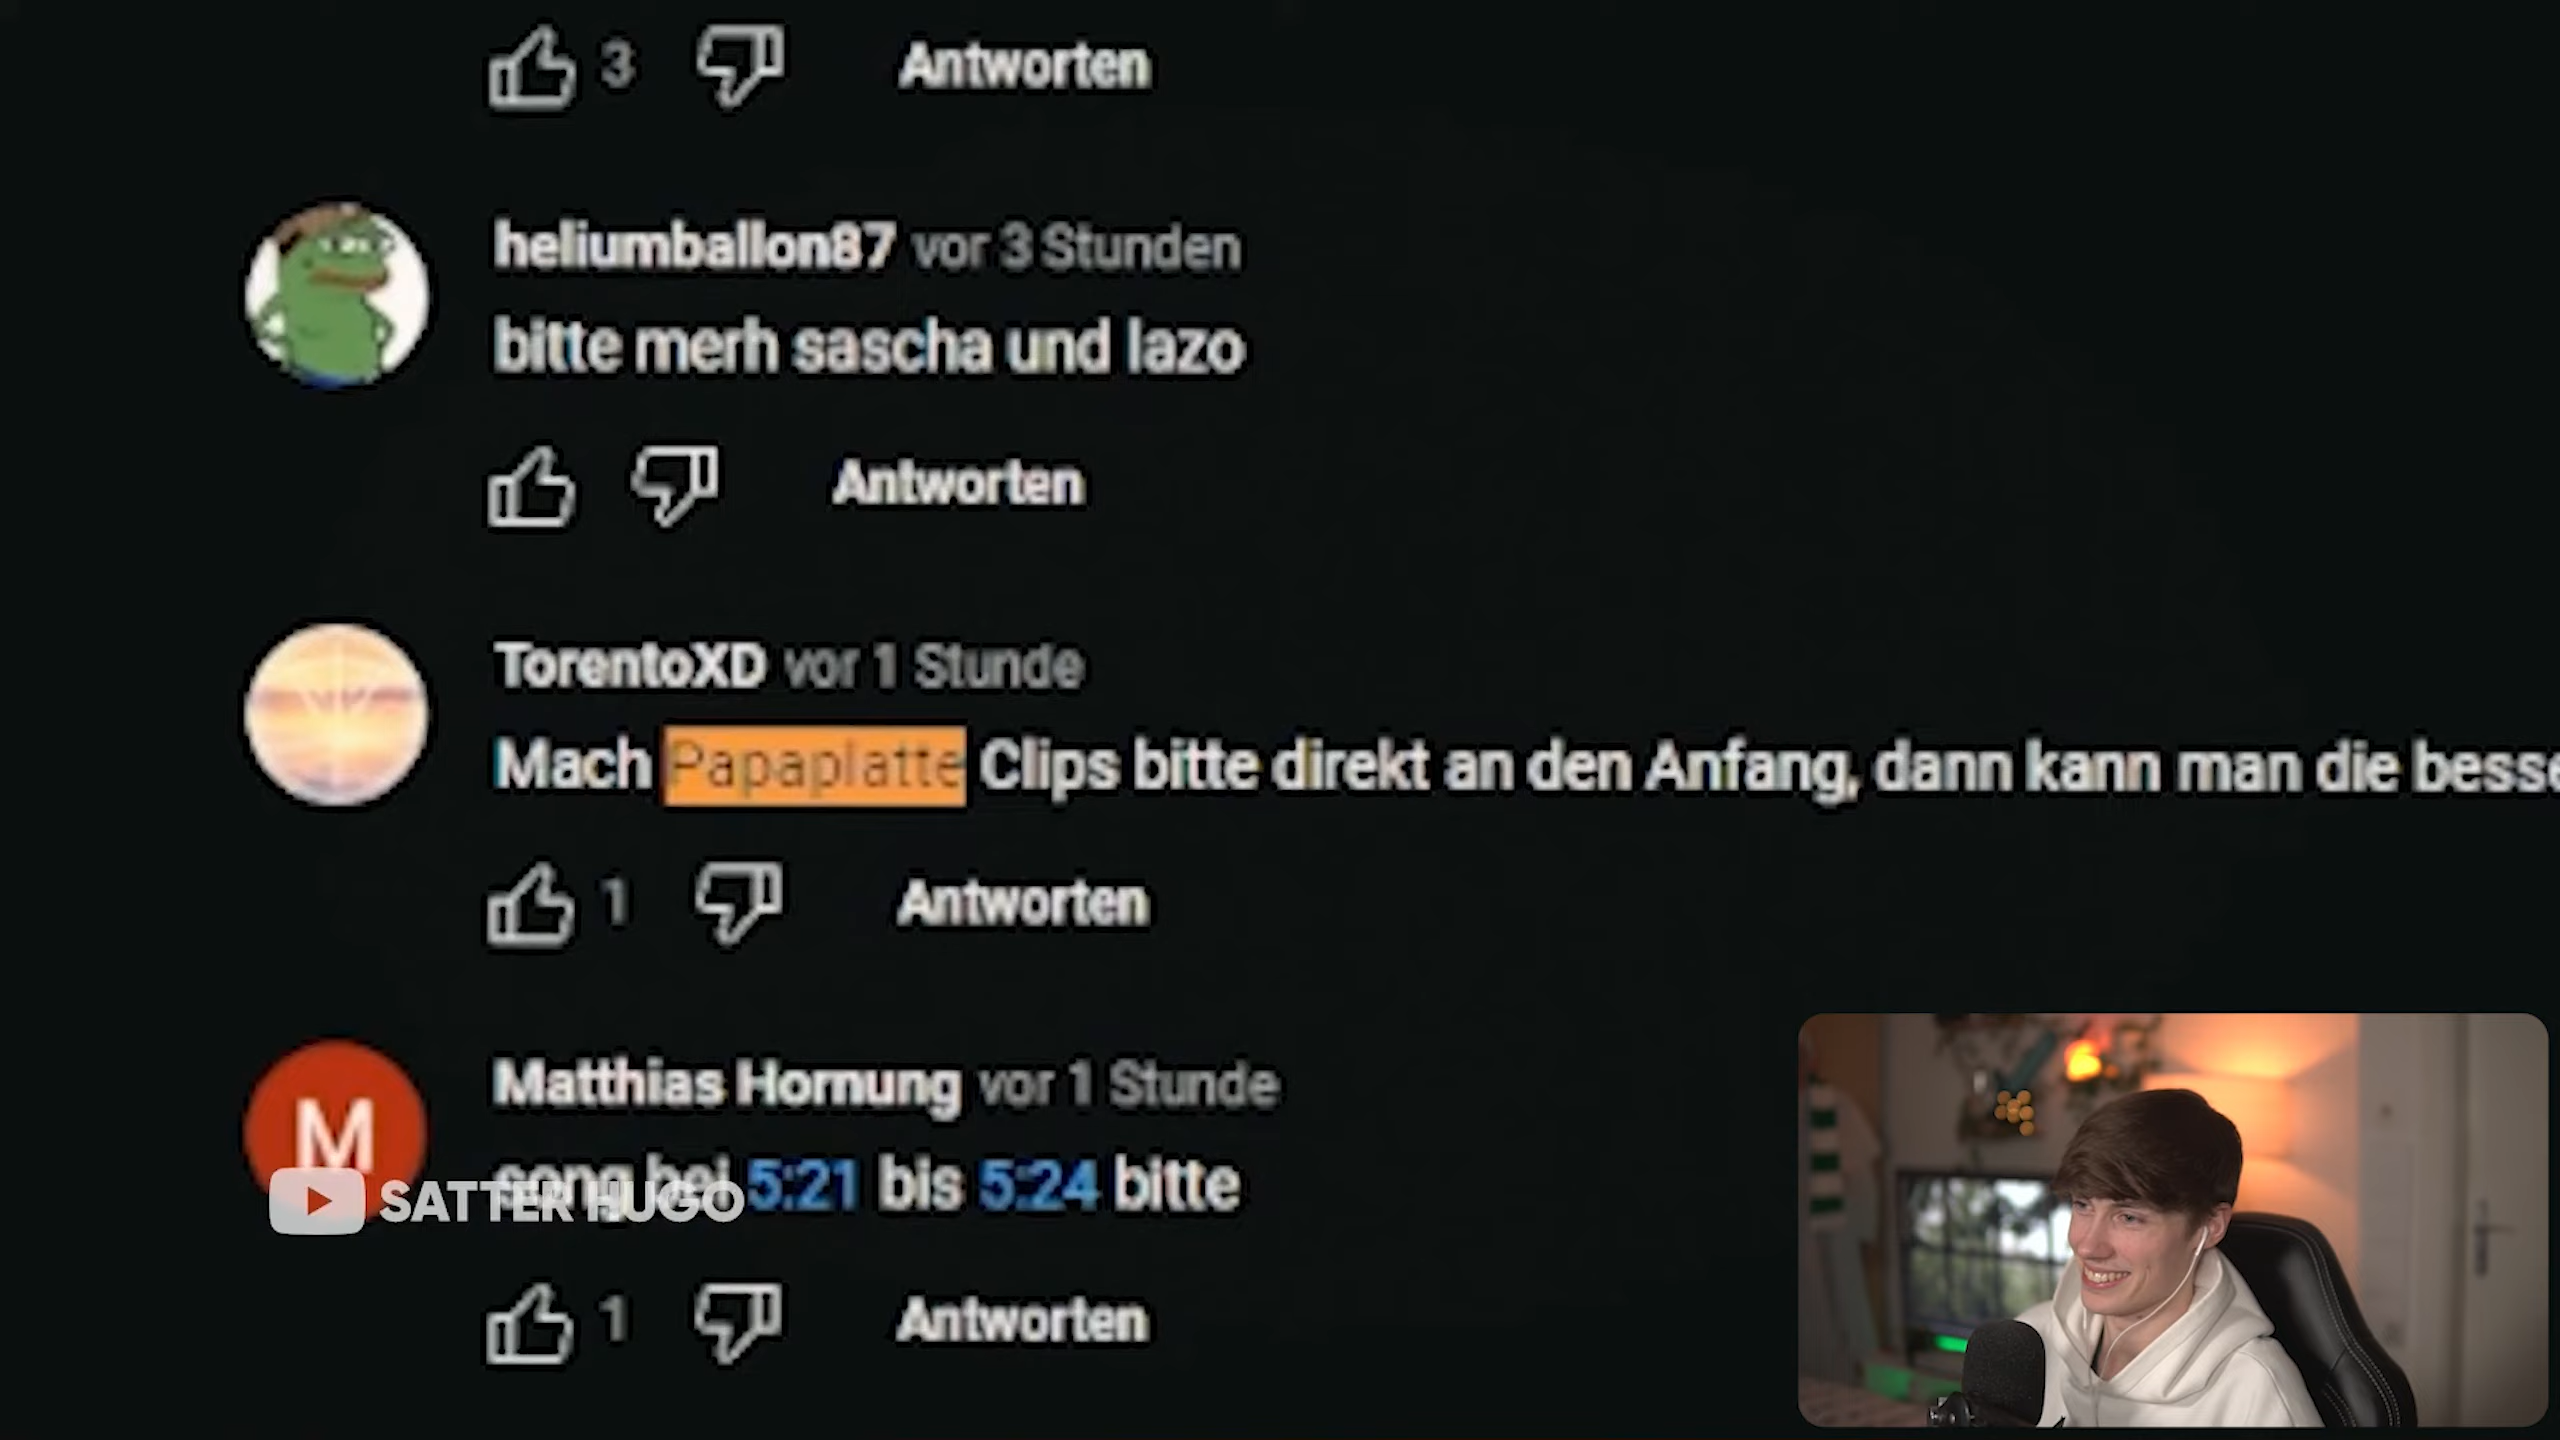 3 Antworten
heliumballon87 vor 3 Stunden
bitte merh sascha und lazo
Antworten
TorentoXD vor 1 Stunde
Mach Papaplatte Clips bitte direkt an den Anfang, dann kann man die besse
1 Antworten
M
Matthias Hornung vor 1 Stunde
song bei 5:21 bis 5:24 bitte
SATTER HUGO
1 Antworten